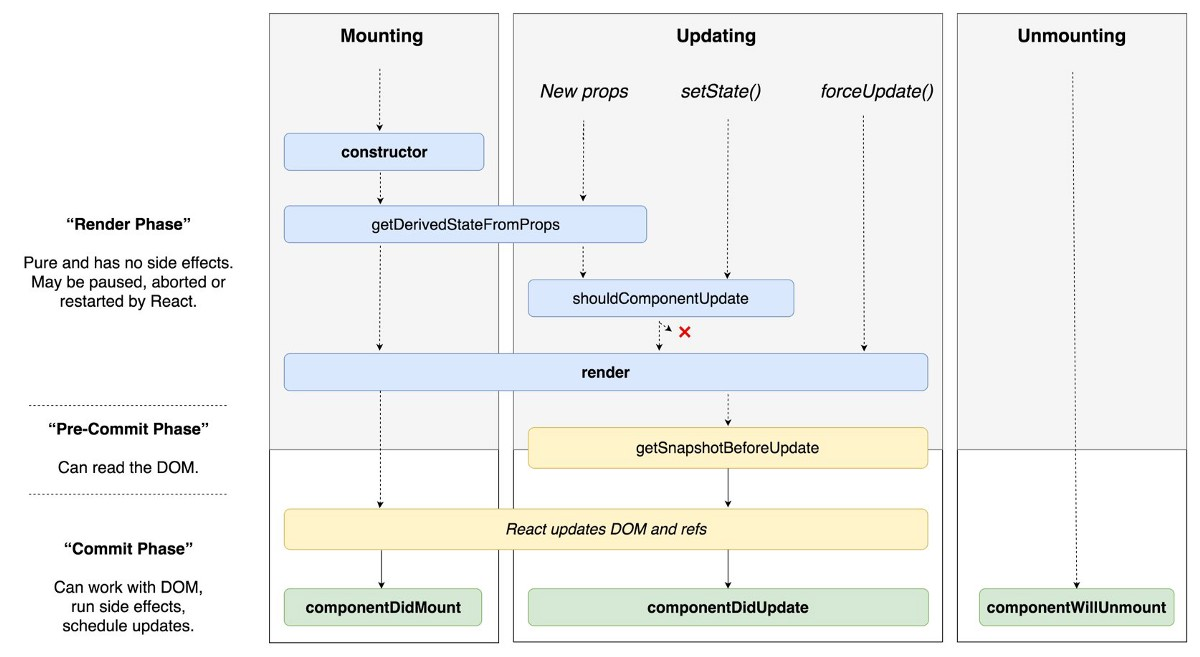 Mounting
Updating
Unmounting
New props
setState()
forceUpdate()
constructor
“Render Phase”
Pure and has no side effects.
May be paused, aborted or
restarted by React.
getDerivedStateFromProps
shouldComponentUpdate
render
“Pre-Commit Phase”
Can read the DOM.
getSnapshotBeforeUpdate
React updates DOM and refs
“Commit Phase”
Can work with DOM,
run side effects,
schedule updates.
componentDidMount
componentDidUpdate
componentWillUnmount